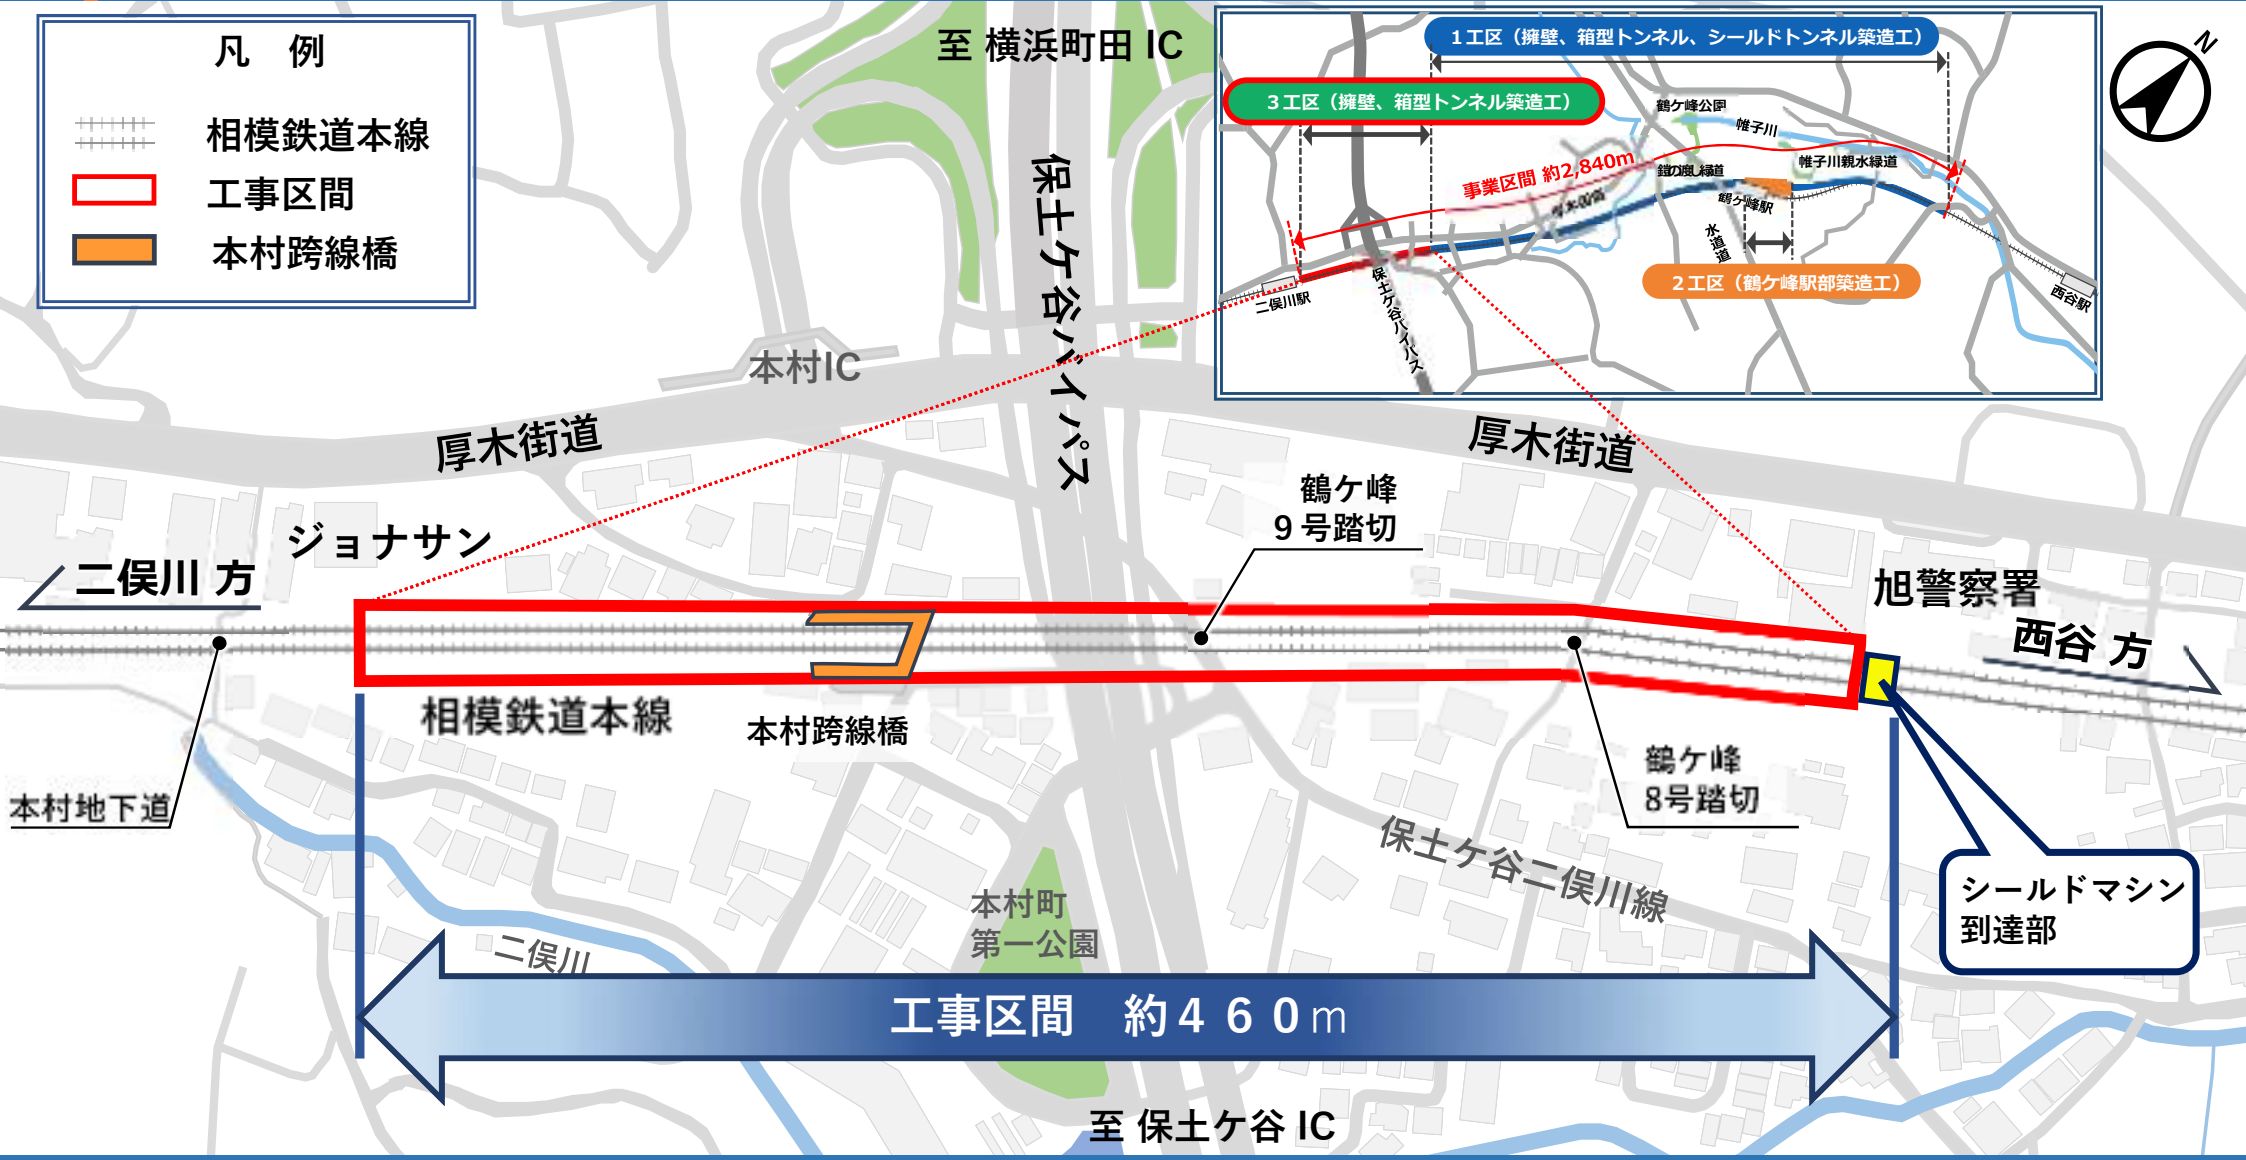 凡 例
相模鉄道本線
工事区間
本村跨線橋
至 横浜町田 IC
1工区（擁壁、箱型トンネル、シールドトンネル築造工）
3工区（擁壁、箱型トンネル築造工）
N
鶴ケ峰公園
帷子川
事業区間 約2,840m
鎧の渡し緑道
帷子川親水緑道
厚木街道
鶴ケ峰駅
水道道
2工区（鶴ケ峰駅部築造工）
二俣川駅
保土ケ谷バイパス
西谷駅
保土ケ谷バイパス
本村IC
厚木街道
厚木街道
鶴ケ峰
9号踏切
ジョナサン
二俣川 方
旭警察署
西谷 方
相模鉄道本線
本村跨線橋
鶴ケ峰
8号踏切
本村地下道
保土ケ谷二俣川線
シールドマシン
到達部
本村町
第一公園
二俣川
工事区間 約４６０ｍ
至 保土ケ谷 IC